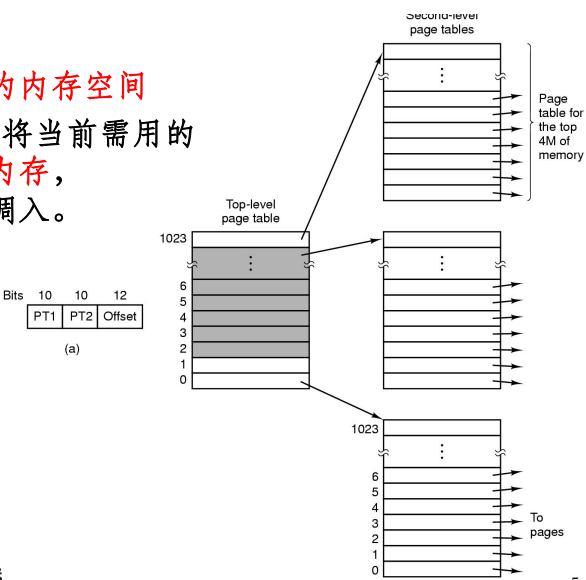 的内存空间
将当前需用的
内存，
调入。
Bits 10 10 12
PT1 PT2 Offset
(a)
Top-level
page table
1023
6
5
4
3
2
1
0
Second-level
page tables
Page
table for
the top
4M of
memory
1023
6
5
4
3
2
1
0
To
pages